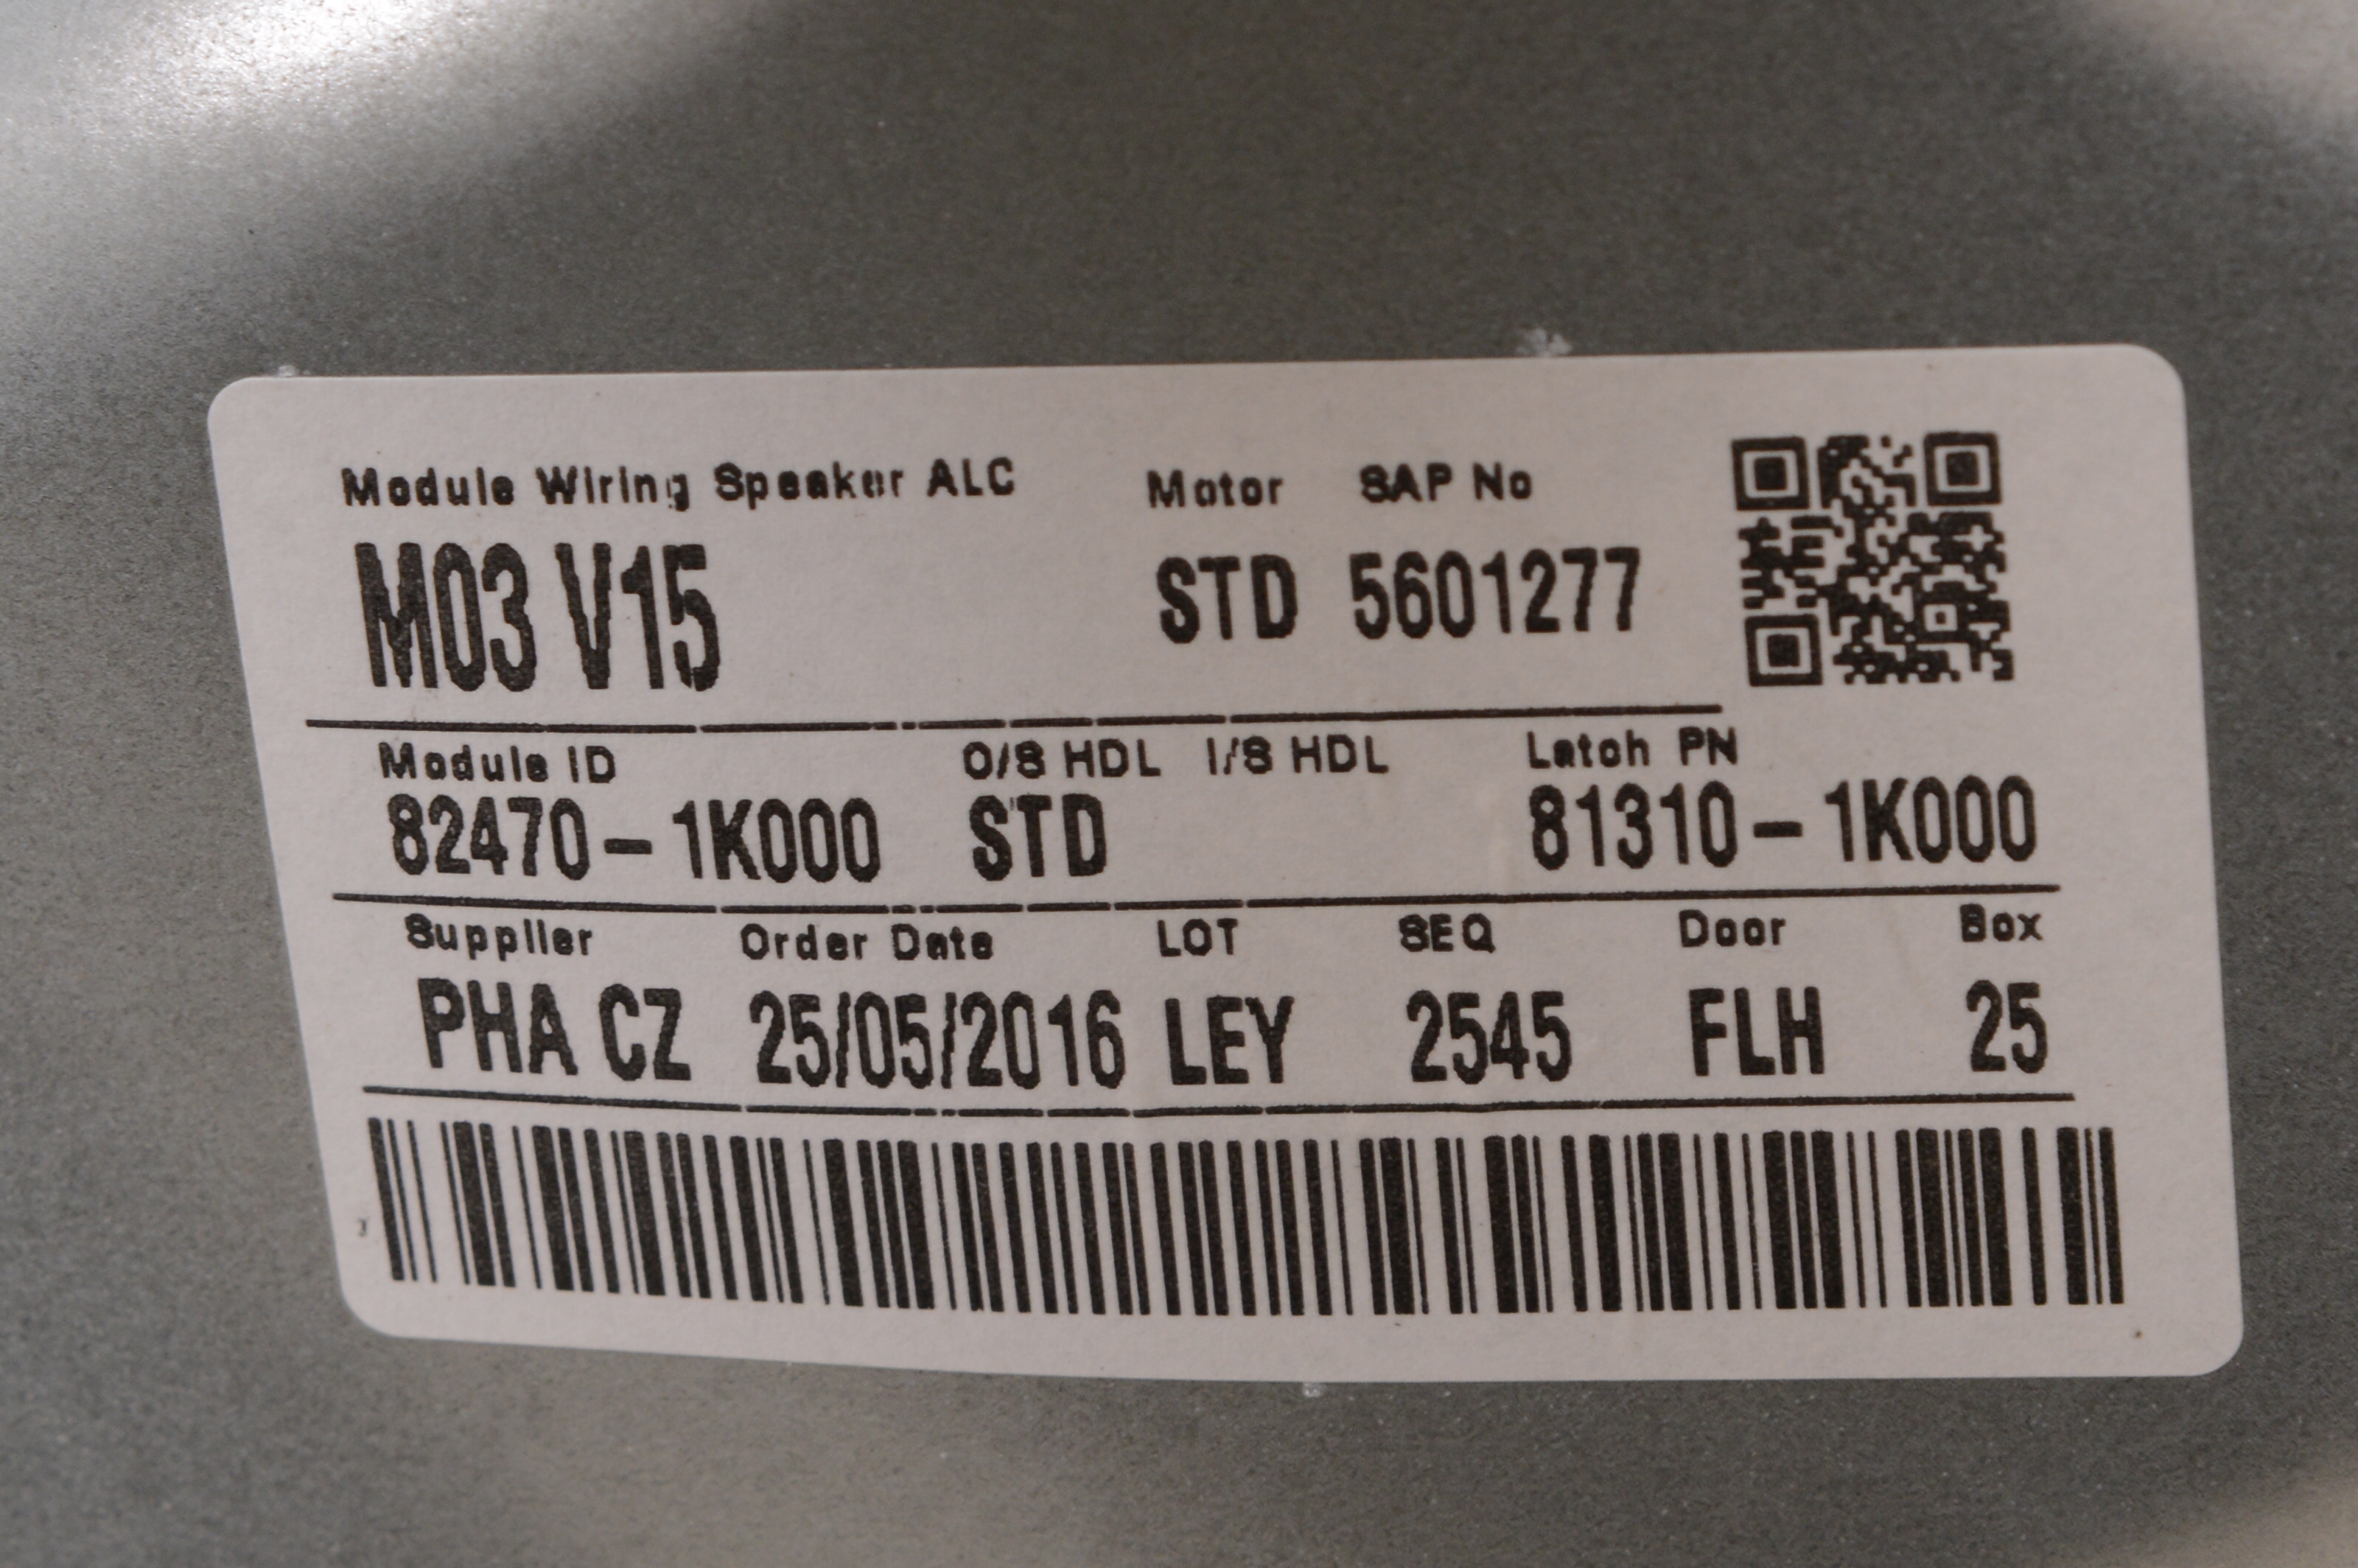 Module Wiring Speaker ALC Motor SAP No
M03 V15 STD 5601277
Module ID O/S HDL I/S HDL Latch PN
82470-1K000 STD 81310-1K000
Supplier Order Date LOT SEQ Door Box
PHA CZ 25/05/2016 LEY 2545 FLH 25